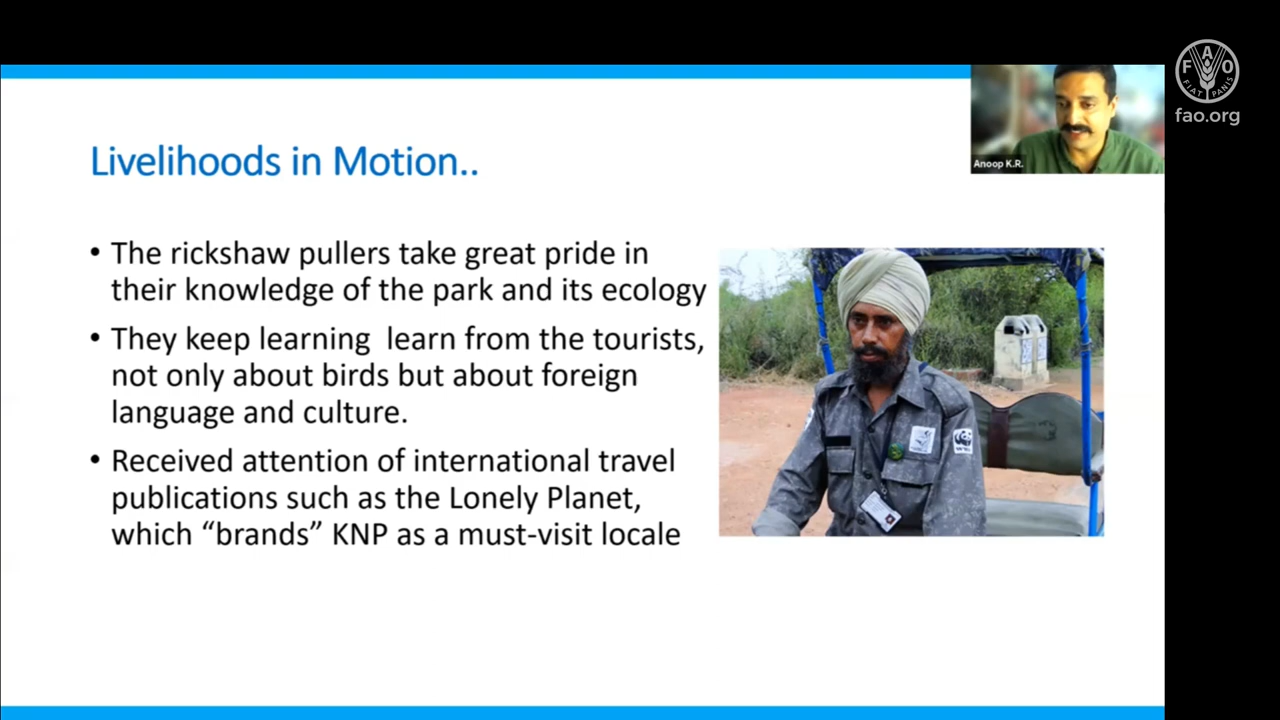 FAO
FIAT PANIS
fao.org
Anoop K.R.
Livelihoods in Motion..
• The rickshaw pullers take great pride in
their knowledge of the park and its ecology
• They keep learning  learn from the tourists,
not only about birds but about foreign
language and culture.
• Received attention of international travel
publications such as the Lonely Planet,
which “brands” KNP as a must-visit locale